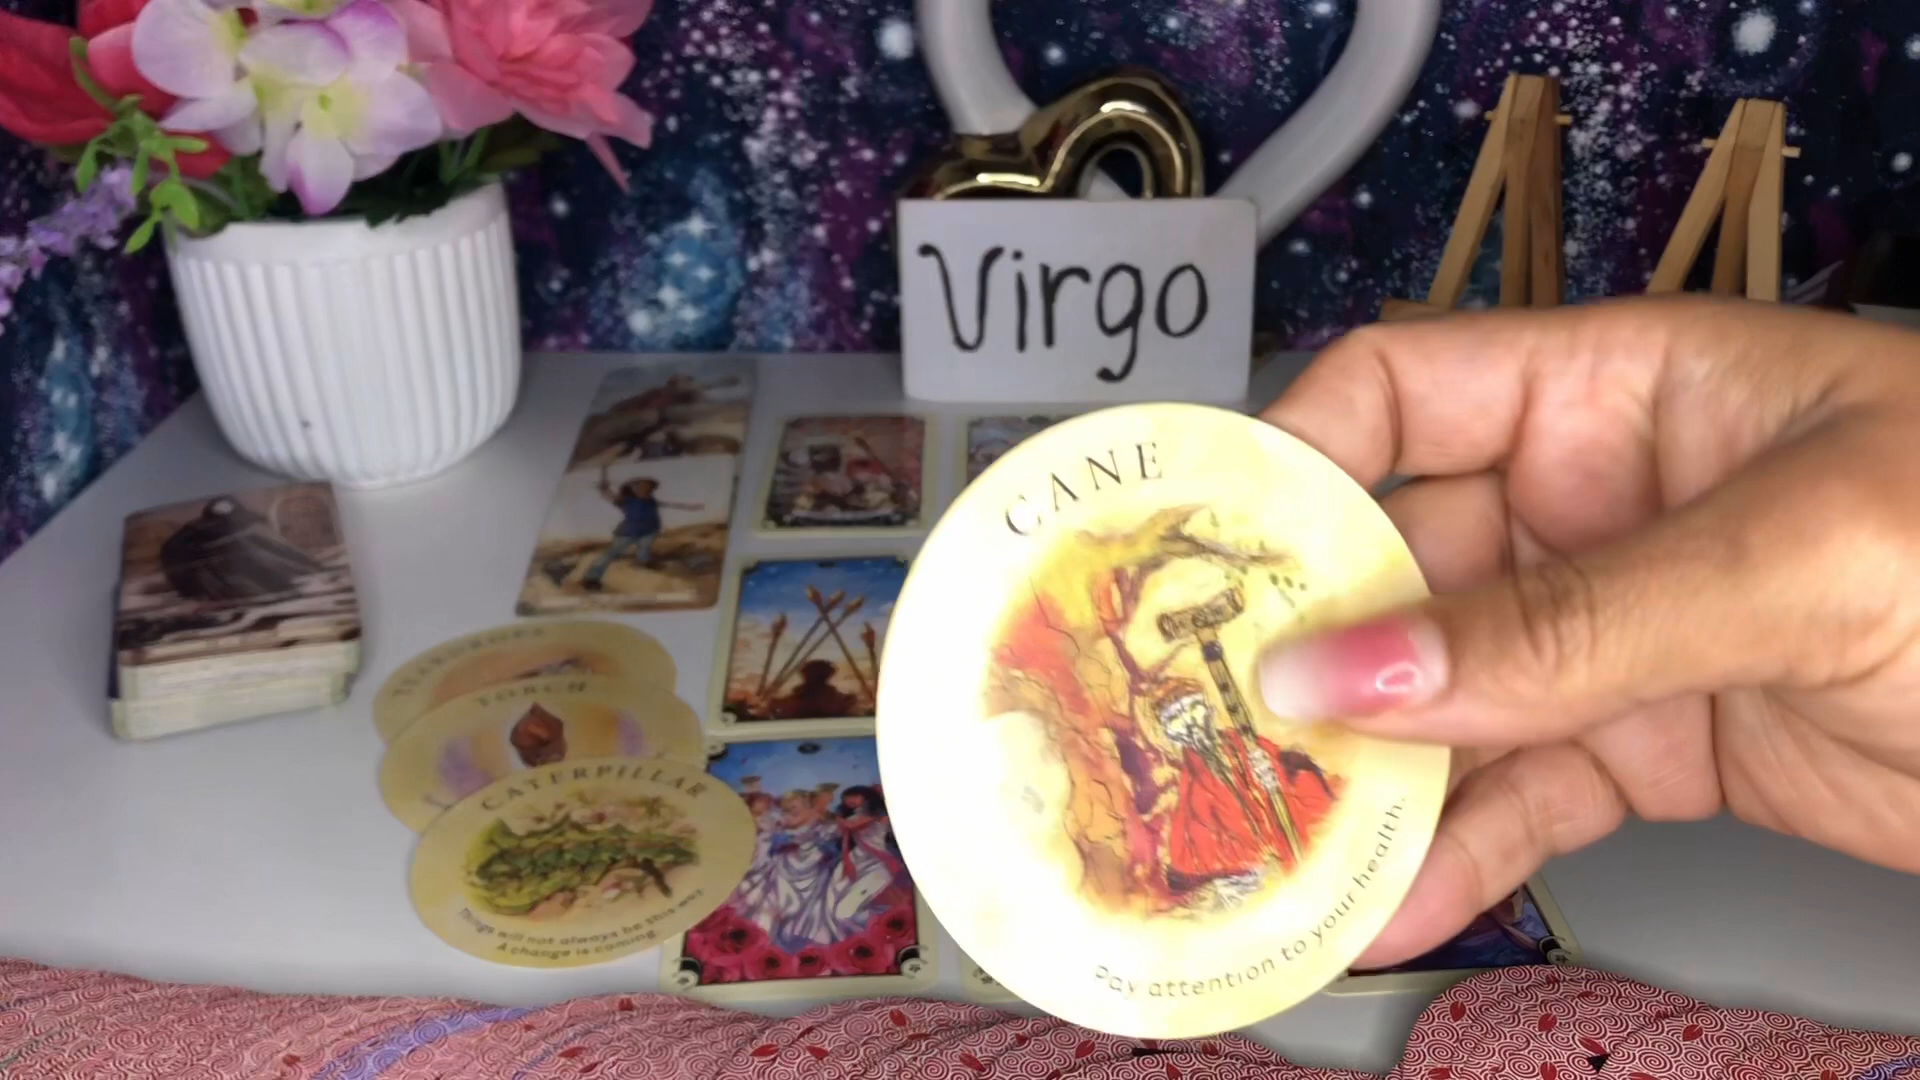 Virgo
CANE
Pay attention to your health.
TORCH
CATERPILLAR
Things will not always be this way.
A change is coming.